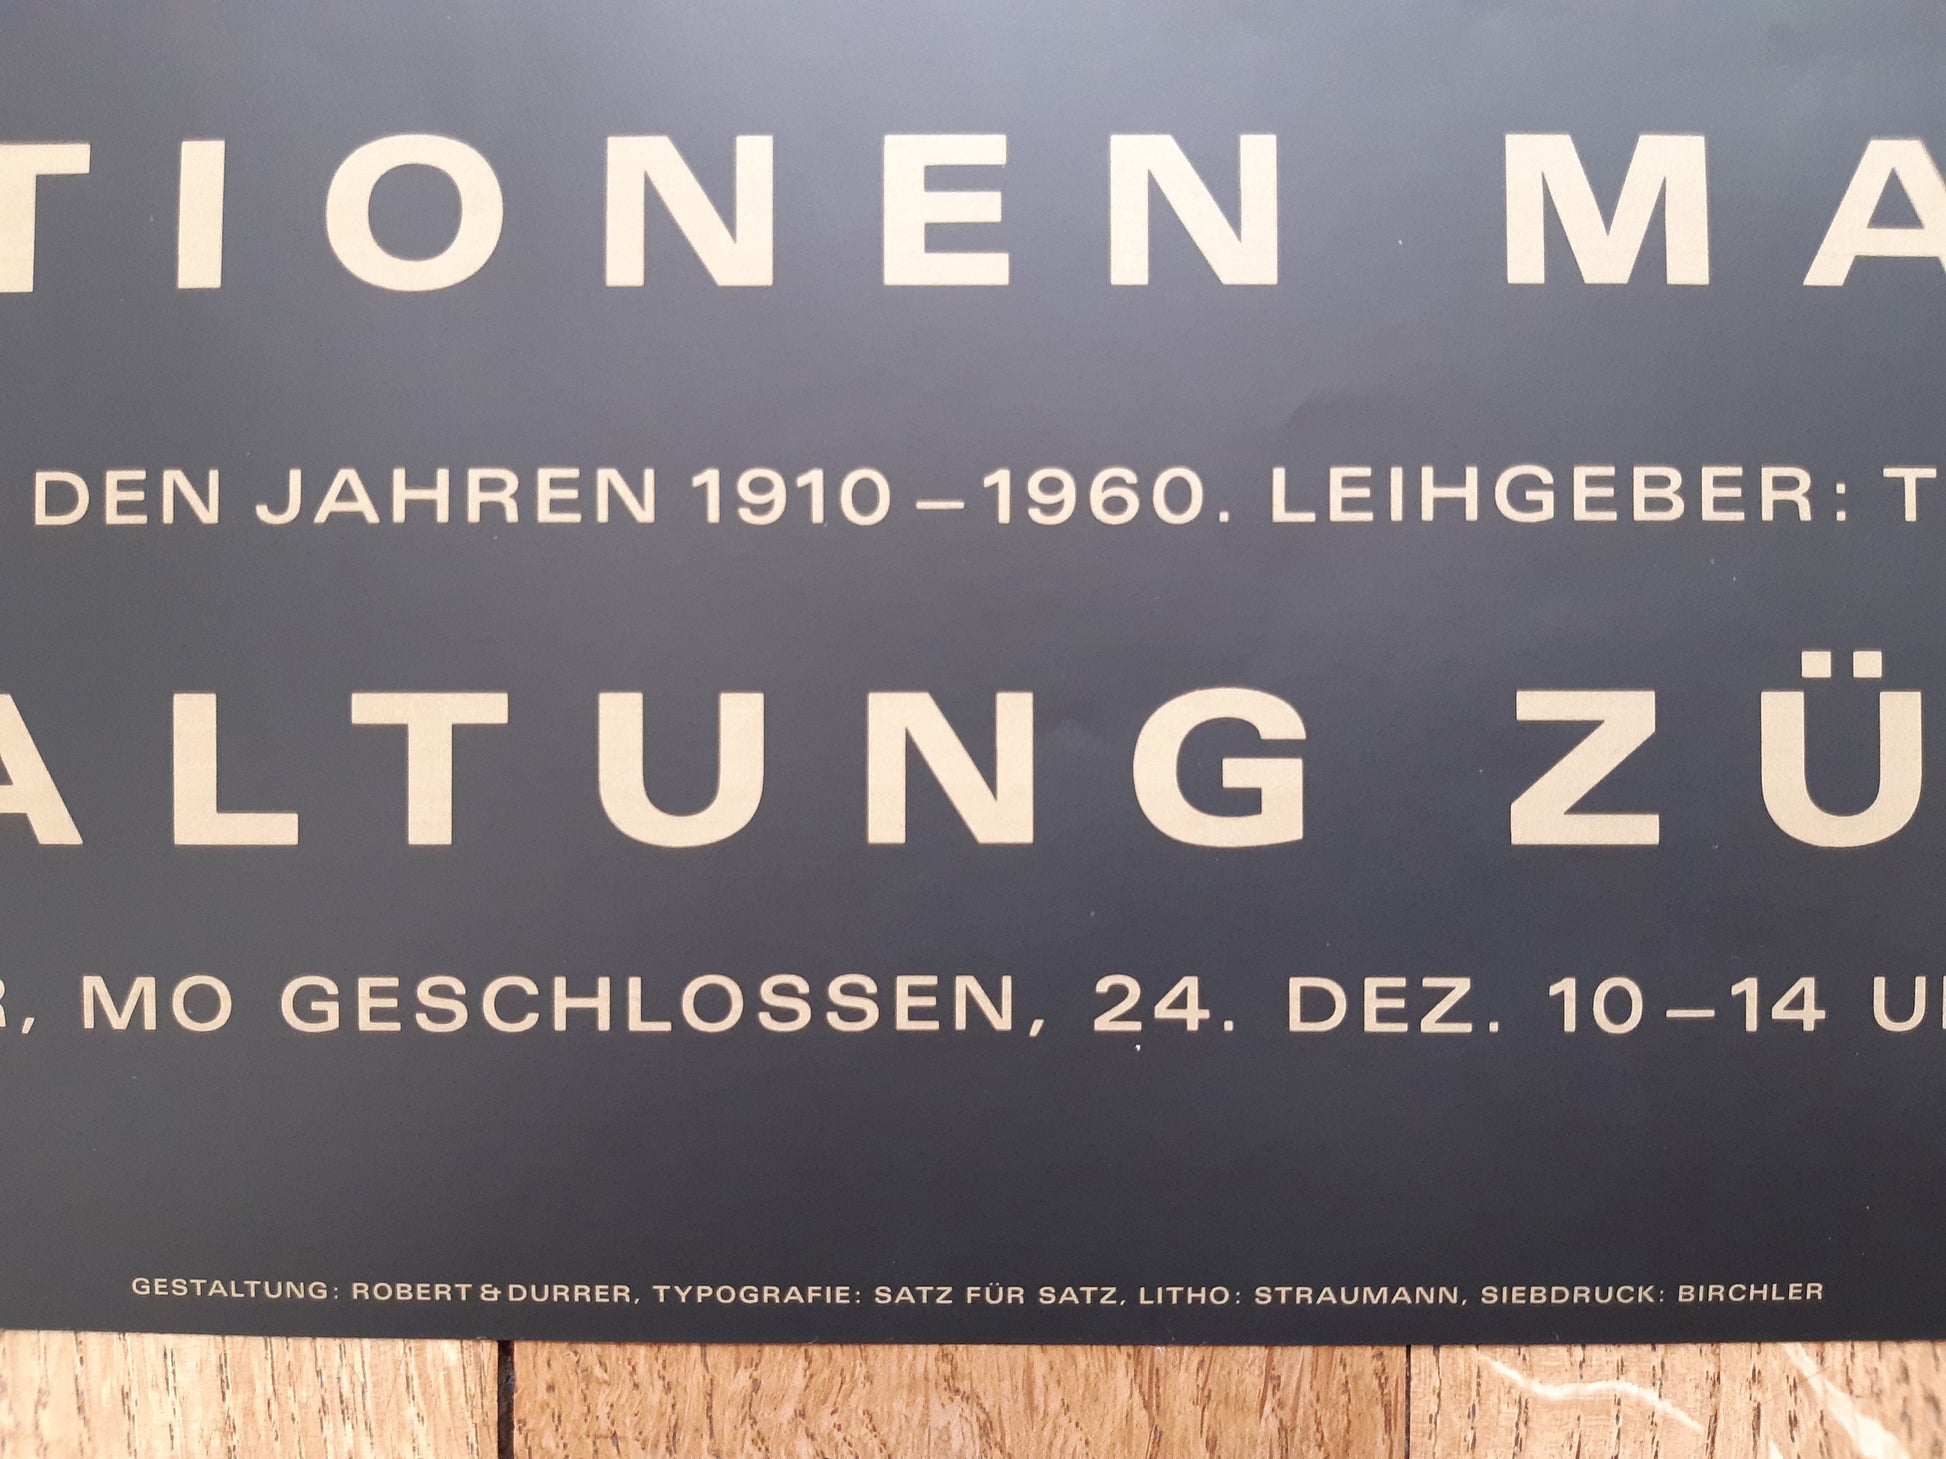 TIONEN MA
DEN JAHREN 1910–1960. LEIHGEBER: T
ALTUNG ZÜ
R, MO GESCHLOSSEN, 24. DEZ. 10–14 U
GESTALTUNG: ROBERT & DURRER, TYPOGRAFIE: SATZ FÜR SATZ, LITHO: STRAUMANN, SIEBDRUCK: BIRCHLER